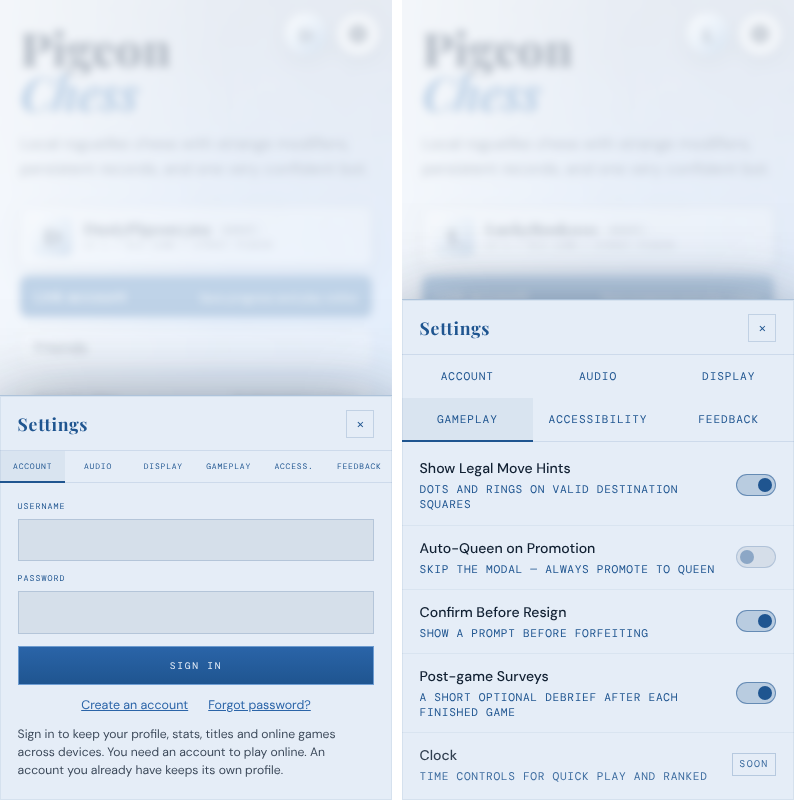 Pigeon
Chess
Settings
×
ACCOUNT
AUDIO
DISPLAY
GAMEPLAY
ACCESS.
FEEDBACK
USERNAME
PASSWORD
SIGN IN
Create an account
Forgot password?
Sign in to keep your profile, stats, titles and online games
across devices. You need an account to play online. An
account you already have keeps its own profile.
Pigeon
Chess
Settings
×
ACCOUNT
AUDIO
DISPLAY
GAMEPLAY
ACCESSIBILITY
FEEDBACK
Show Legal Move Hints
DOTS AND RINGS ON VALID DESTINATION
SQUARES
Auto-Queen on Promotion
SKIP THE MODAL — ALWAYS PROMOTE TO QUEEN
Confirm Before Resign
SHOW A PROMPT BEFORE FORFEITING
Post-game Surveys
A SHORT OPTIONAL DEBRIEF AFTER EACH
FINISHED GAME
Clock
TIME CONTROLS FOR QUICK PLAY AND RANKED
SOON